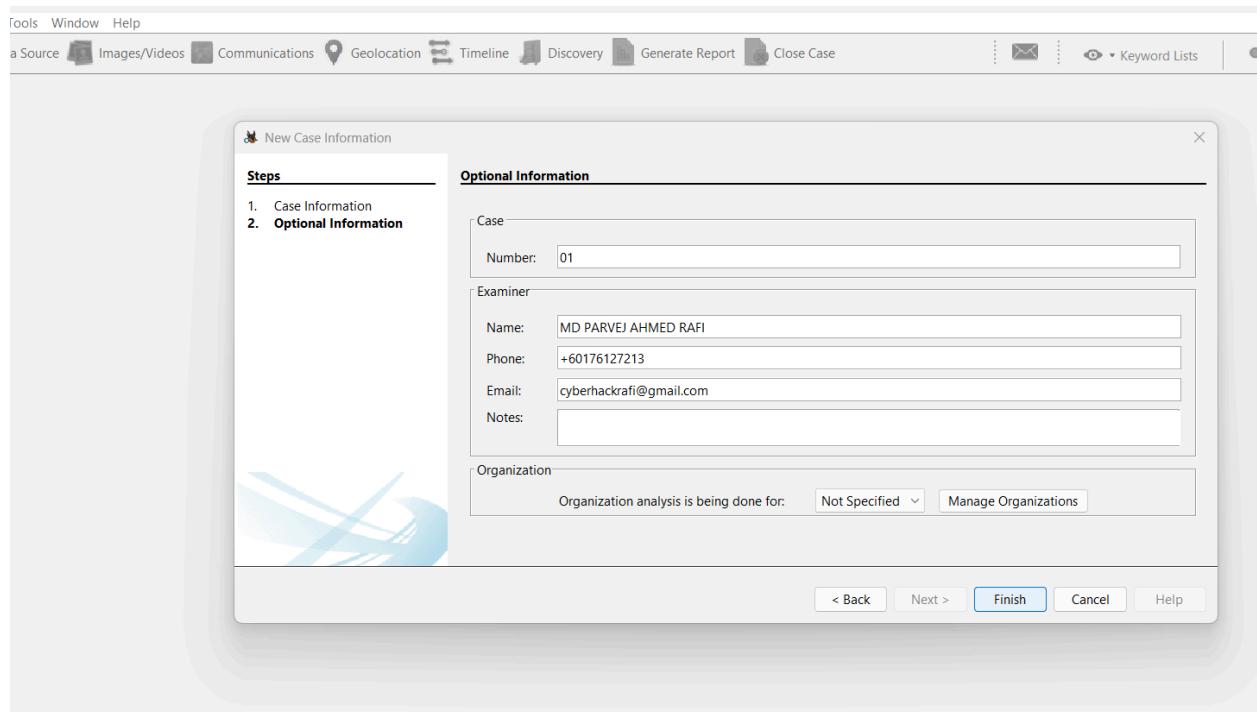 Tools Window Help
a Source Images/Videos Communications Geolocation Timeline Discovery Generate Report Close Case Keyword Lists
New Case Information
Steps
1. Case Information
2. Optional Information
Optional Information
Case
Number: 01
Examiner
Name: MD PARVEJ AHMED RAFI
Phone: +60176127213
Email: cyberhackrafi@gmail.com
Notes:
Organization
Organization analysis is being done for: Not Specified Manage Organizations
< Back Next > Finish Cancel Help